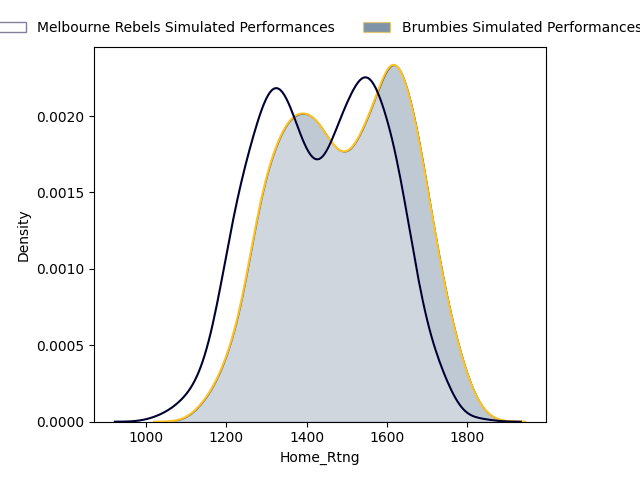 Melbourne Rebels Simulated Performances Brumbies Simulated Performances
0.0020
0.0015
0.0010
0.0005
0.0000
Density
1000 1200 1400 1600 1800
Home_Rtng